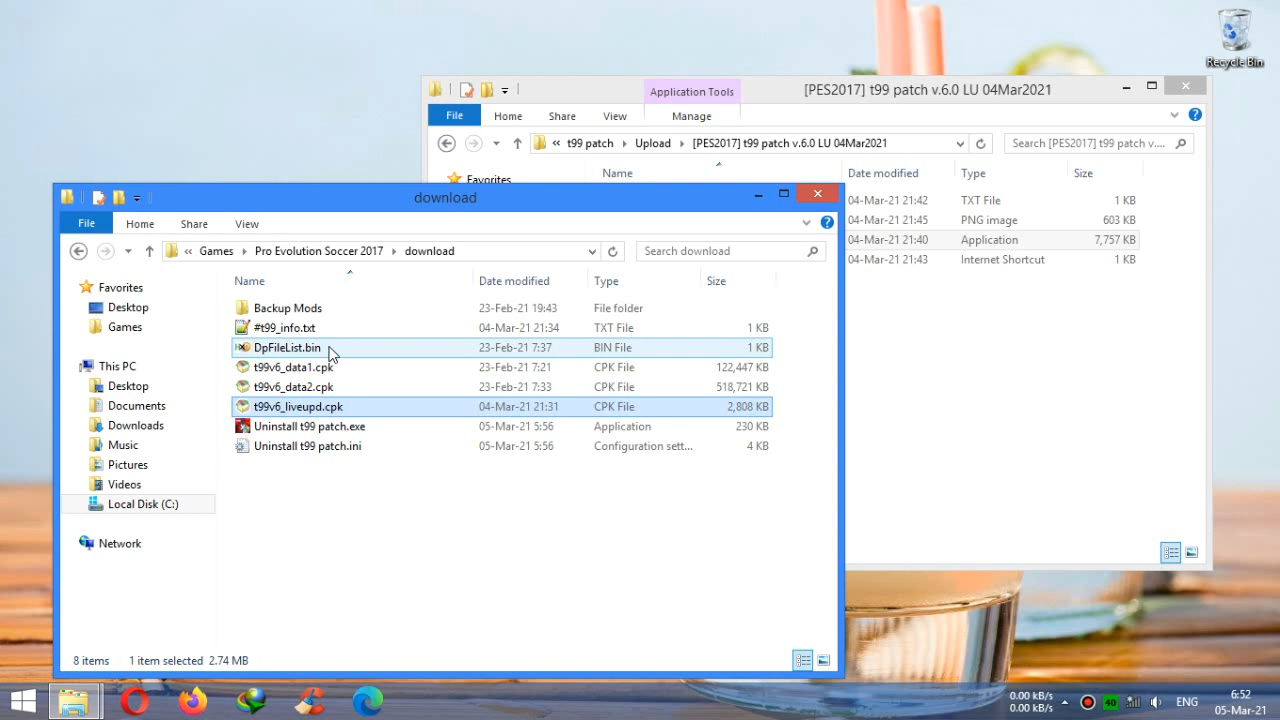 Recycle Bin
Application Tools
[PES2017] t99 patch v.6.0 LU 04Mar2021
File Home Share View Manage
« t99 patch Upload [PES2017] t99 patch v.6.0 LU 04Mar2021
Search [PES2017] t99 patch v....
Favorites
Name Date modified Type Size
04-Mar-21 21:42 TXT File 1 KB
04-Mar-21 21:45 PNG image 603 KB
04-Mar-21 21:40 Application 7,757 KB
04-Mar-21 21:43 Internet Shortcut 1 KB
download
File Home Share View
« Games Pro Evolution Soccer 2017 download
Search download
Favorites
Desktop
Games
This PC
Desktop
Documents
Downloads
Music
Pictures
Videos
Local Disk (C:)
Network
Name Date modified Type Size
Backup Mods 23-Feb-21 19:43 File folder
#t99_info.txt 04-Mar-21 21:34 TXT File 1 KB
DpFileList.bin 23-Feb-21 7:37 BIN File 1 KB
t99v6_data1.cpk 23-Feb-21 7:21 CPK File 122,447 KB
t99v6_data2.cpk 23-Feb-21 7:33 CPK File 518,721 KB
t99v6_liveupd.cpk 04-Mar-21 21:31 CPK File 2,808 KB
Uninstall t99 patch.exe 05-Mar-21 5:56 Application 230 KB
Uninstall t99 patch.ini 05-Mar-21 5:56 Configuration sett... 4 KB
8 items 1 item selected 2.74 MB
0.00 kB/s
0.00 kB/s
40
ENG
6:52
05-Mar-21